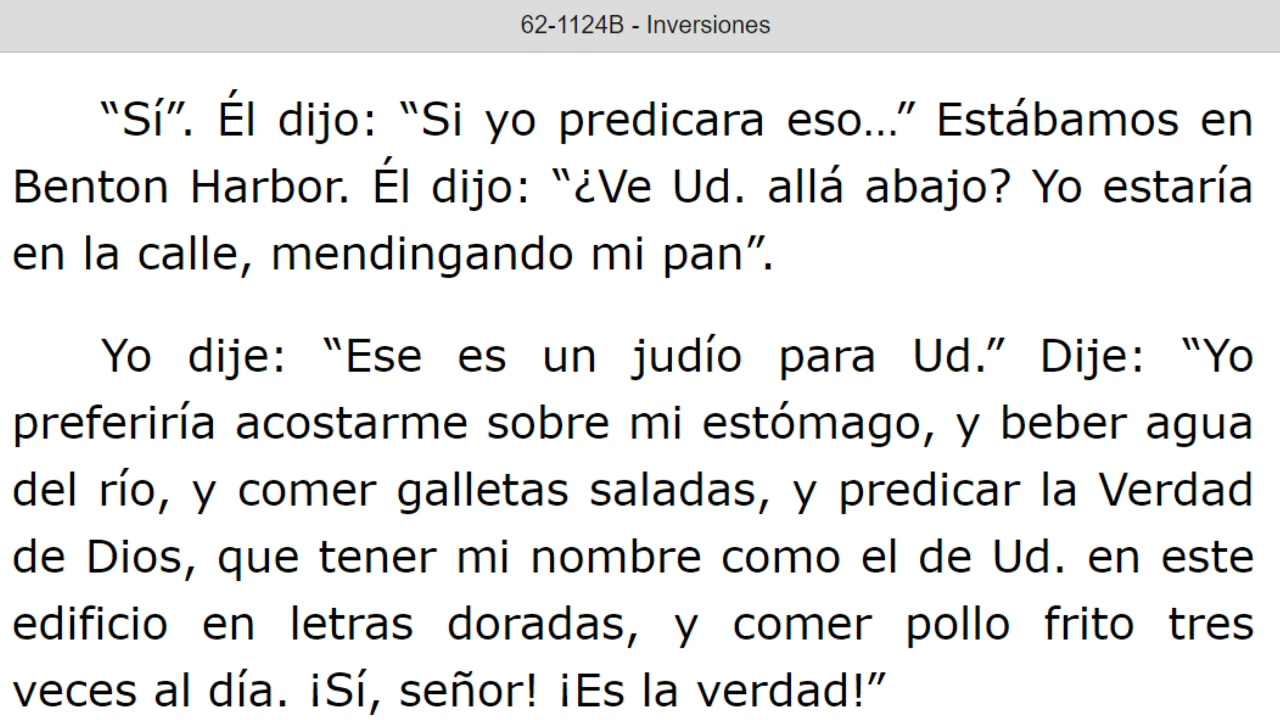 62-1124B - Inversiones
“Sí”. Él dijo: “Si yo predicara eso…” Estábamos en
Benton Harbor. Él dijo: “¿Ve Ud. allá abajo? Yo estaría
en la calle, mendingando mi pan”.
Yo dije: “Ese es un judío para Ud.” Dije: “Yo
preferiría acostarme sobre mi estómago, y beber agua
del río, y comer galletas saladas, y predicar la Verdad
de Dios, que tener mi nombre como el de Ud. en este
edificio en letras doradas, y comer pollo frito tres
veces al día. ¡Sí, señor! ¡Es la verdad!”